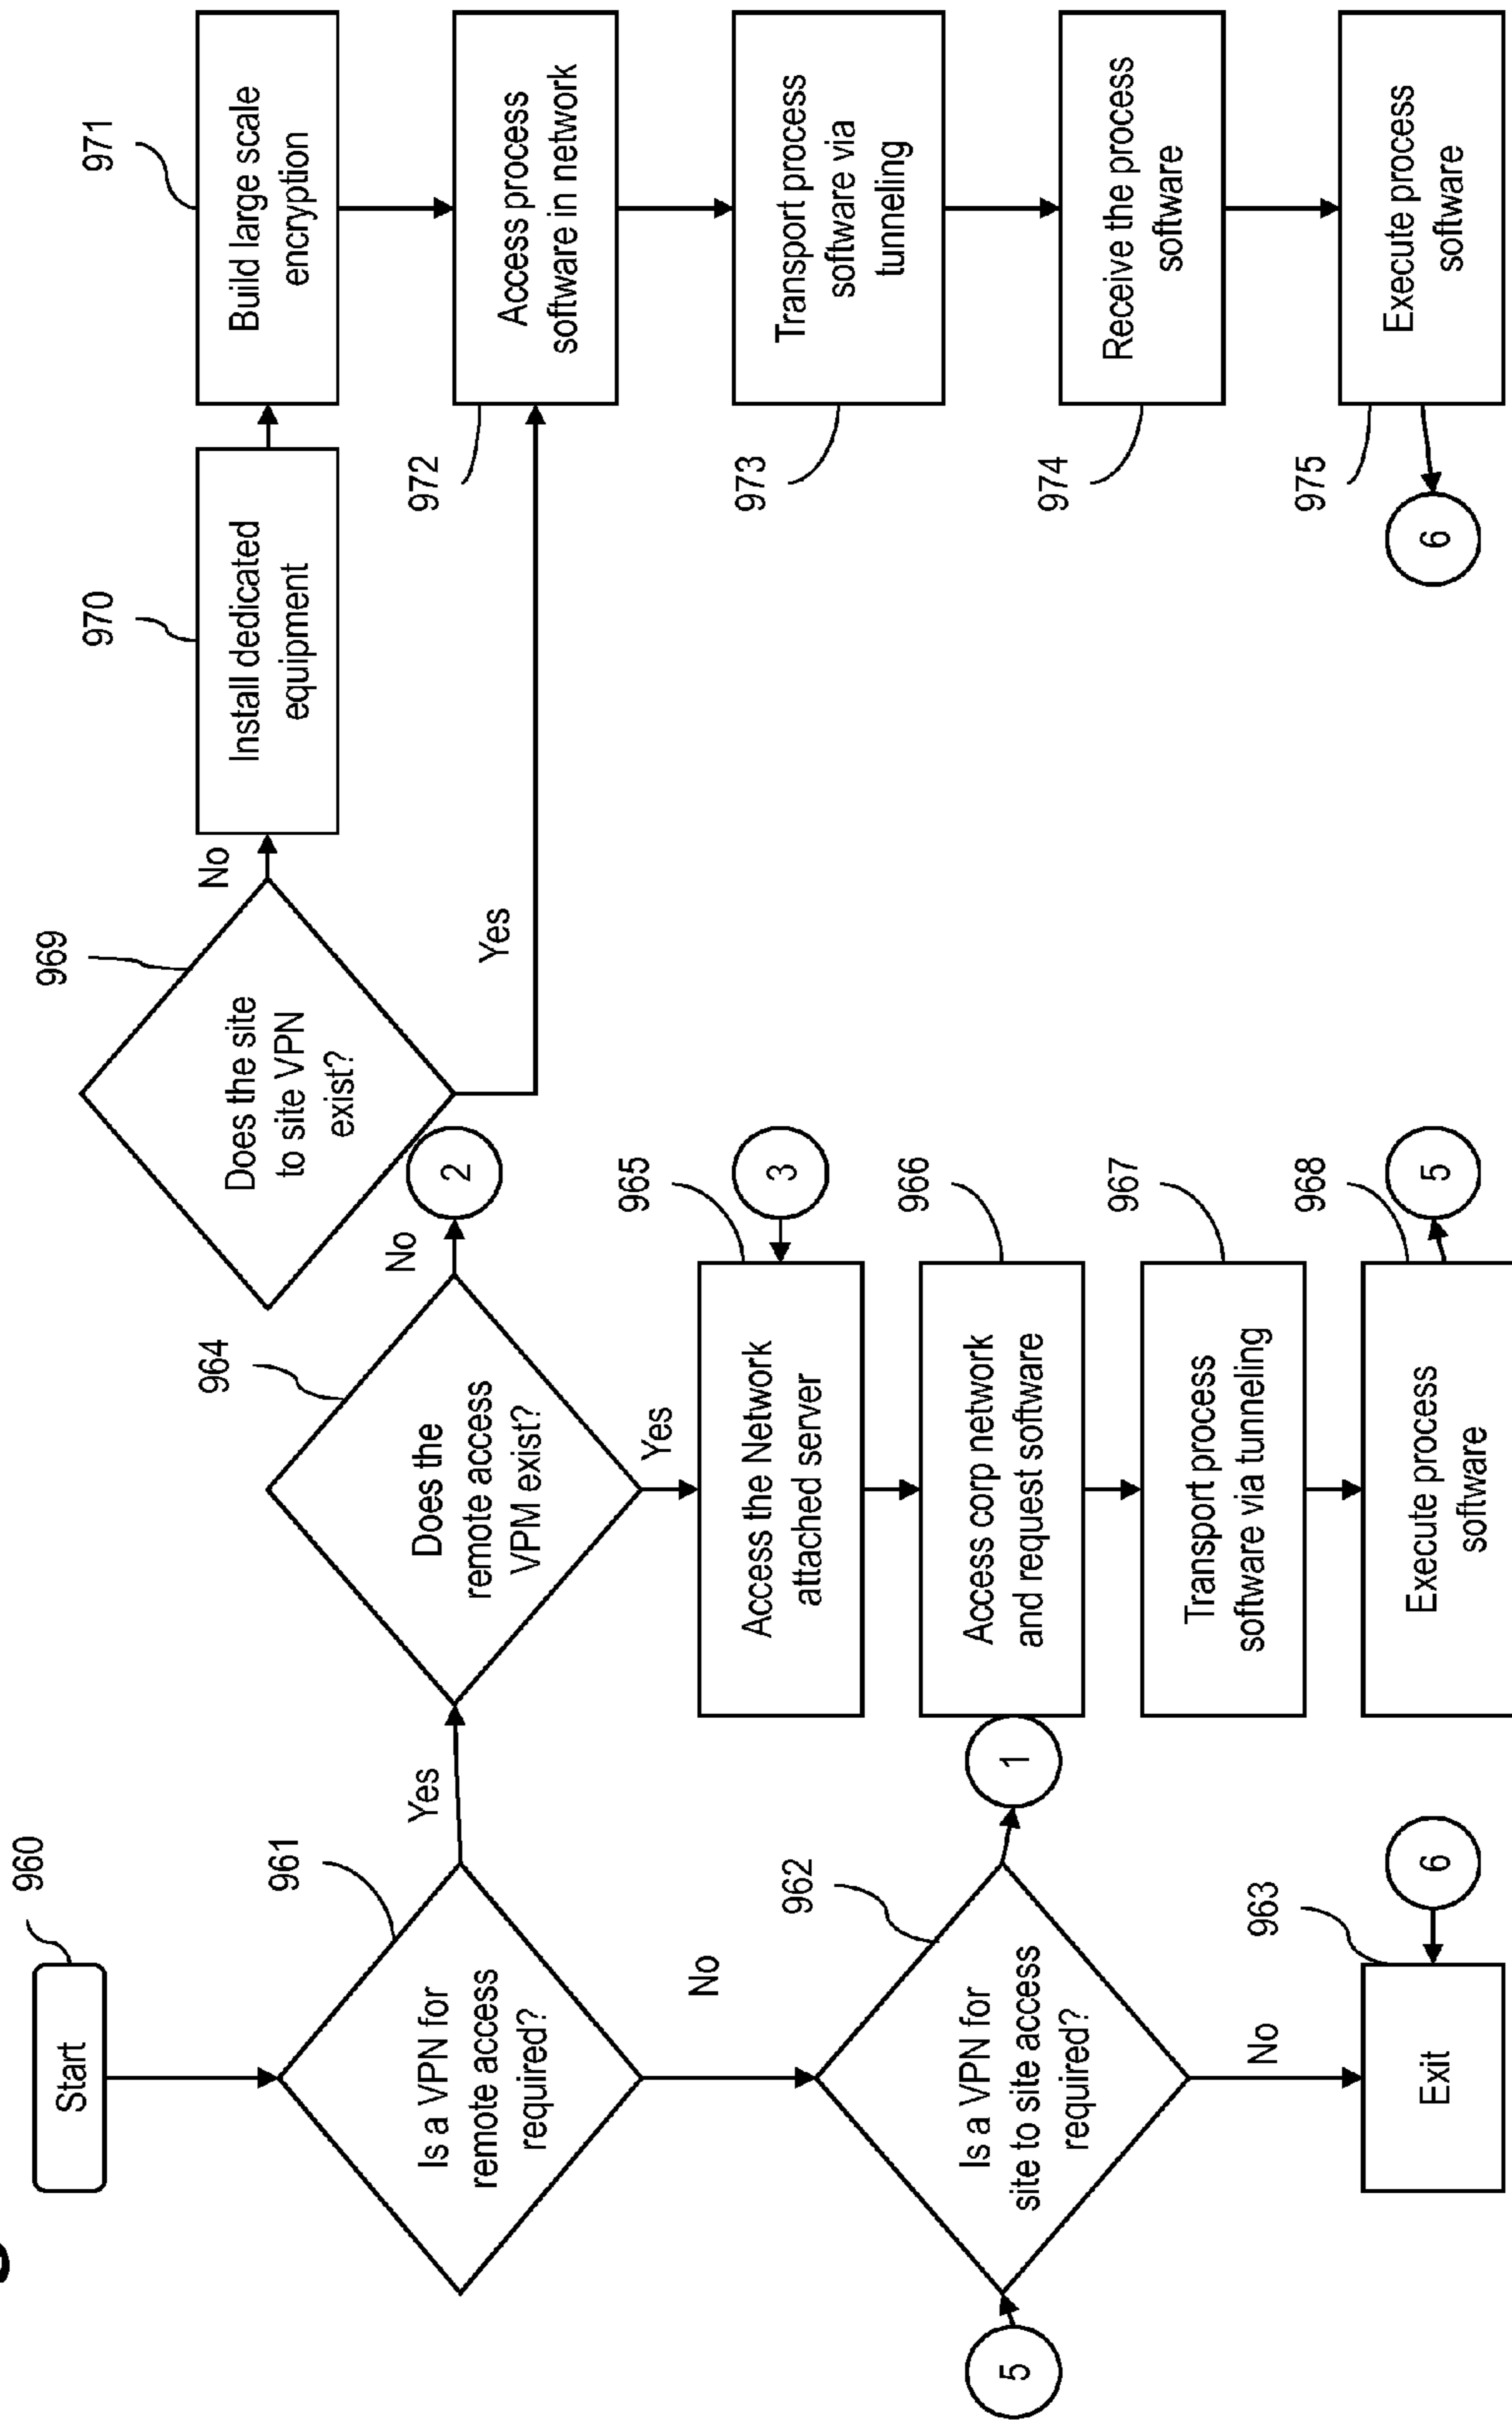 960
Start
961
Is a VPN for
remote access
required?
Yes
No
962
Is a VPN for
site to site access
required?
5
1
No
963
Exit
6
964
Does the
remote access
VPM exist?
No
2
Yes
965
Access the Network
attached server
3
966
Access corp network
and request software
967
Transport process
software via tunneling
968
Execute process
software
5
969
Does the site
to site VPN
exist?
No
Yes
970
Install dedicated
equipment
971
Build large scale
encryption
972
Access process
software in network
973
Transport process
software via
tunneling
974
Receive the process
software
975
Execute process
software
6